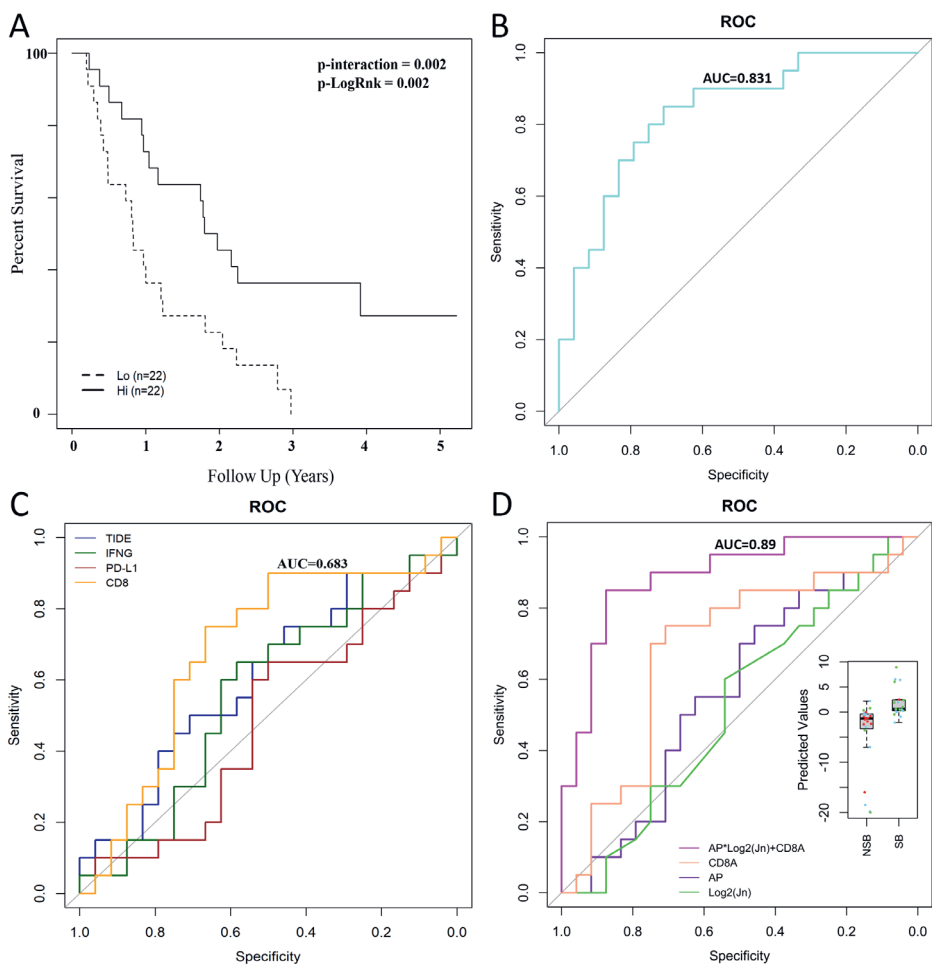 A
100
p-interaction = 0.002
p-LogRnk = 0.002
Percent Survival
Lo (n=22)
Hi (n=22)
0
0 1 2 3 4 5
Follow Up (Years)
B
ROC
AUC=0.831
Sensitivity
1.0
0.8
0.6
0.4
0.2
0.0
1.0 0.8 0.6 0.4 0.2 0.0
Specificity
C
ROC
TIDE
IFNG
PD-L1
CD8
AUC=0.683
Sensitivity
1.0
0.8
0.6
0.4
0.2
0.0
1.0 0.8 0.6 0.4 0.2 0.0
Specificity
D
ROC
AUC=0.89
Sensitivity
1.0
0.8
0.6
0.4
0.2
0.0
Predicted Values
10
5
0
-10
-20
NSB SB
AP*Log2(Jn)+CD8A
CD8A
AP
Log2(Jn)
1.0 0.8 0.6 0.4 0.2 0.0
Specificity